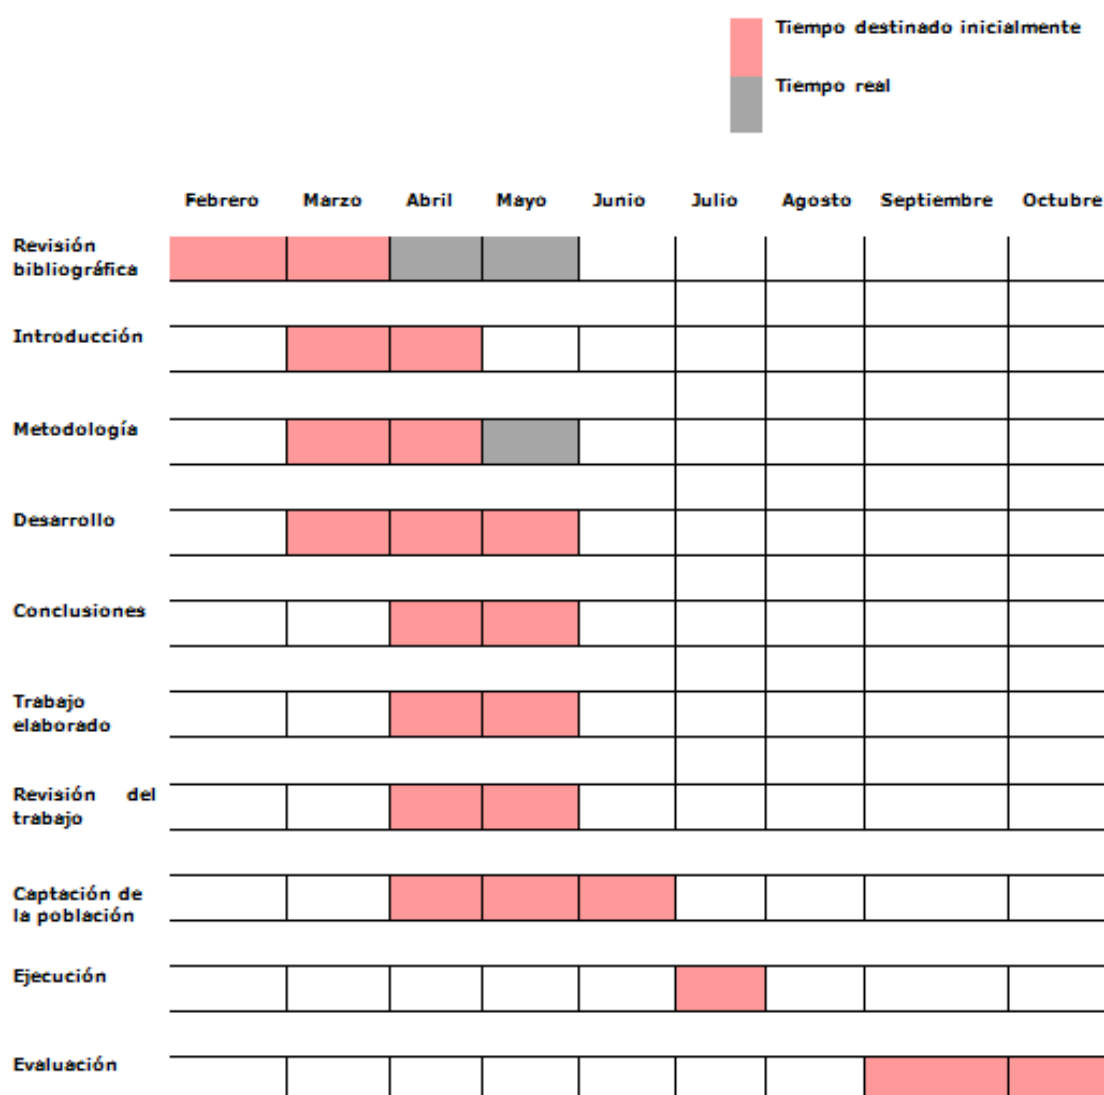 Tiempo destinado inicialmente
Tiempo real
Febrero Marzo Abril Mayo Junio Julio Agosto Septiembre Octubre
Revisión
bibliográfica
Introducción
Metodología
Desarrollo
Conclusiones
Trabajo
elaborado
Revisión del
trabajo
Captación de
la población
Ejecución
Evaluación